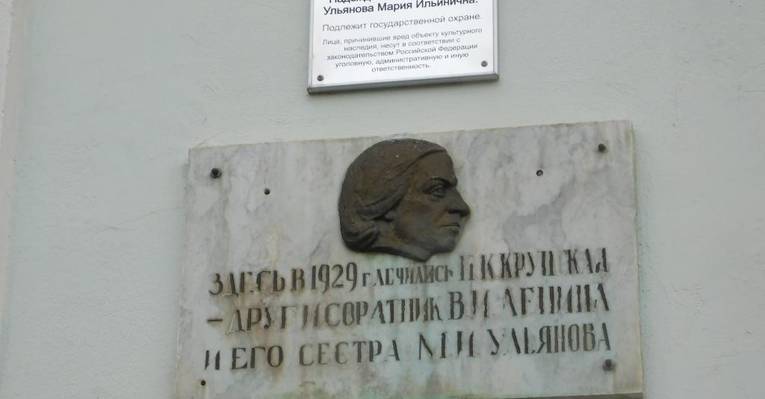 Ульянова Мария Ильинична.
Подлежит государственной охране.
Лица, причинившие вред объекту культурного
наследия, несут в соответствии с
законодательством Российской Федерации
уголовную, административную и иную
ответственность.
ЗДЕСЬ В 1929 г ЛЕЧИЛИСЬ Н К КРУПСКАЯ
– ДРУГ И СОРАТНИК В И ЛЕНИНА
И ЕГО СЕСТРА М И УЛЬЯНОВА